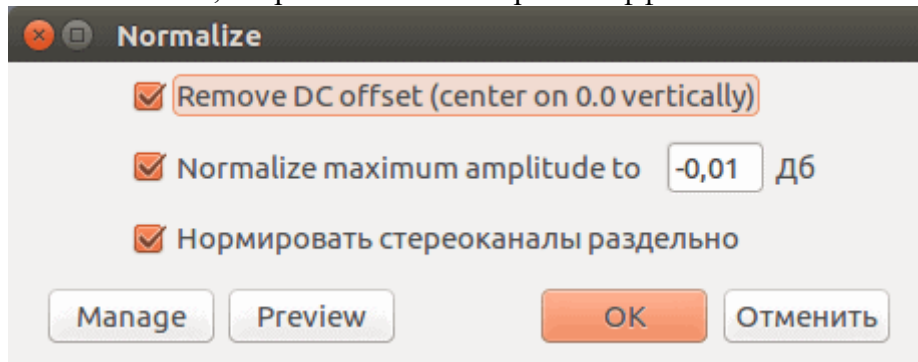 Normalize
Remove DC offset (center on 0.0 vertically)
Normalize maximum amplitude to -0,01 Дб
Нормировать стереоканалы раздельно
Manage Preview OK Отменить